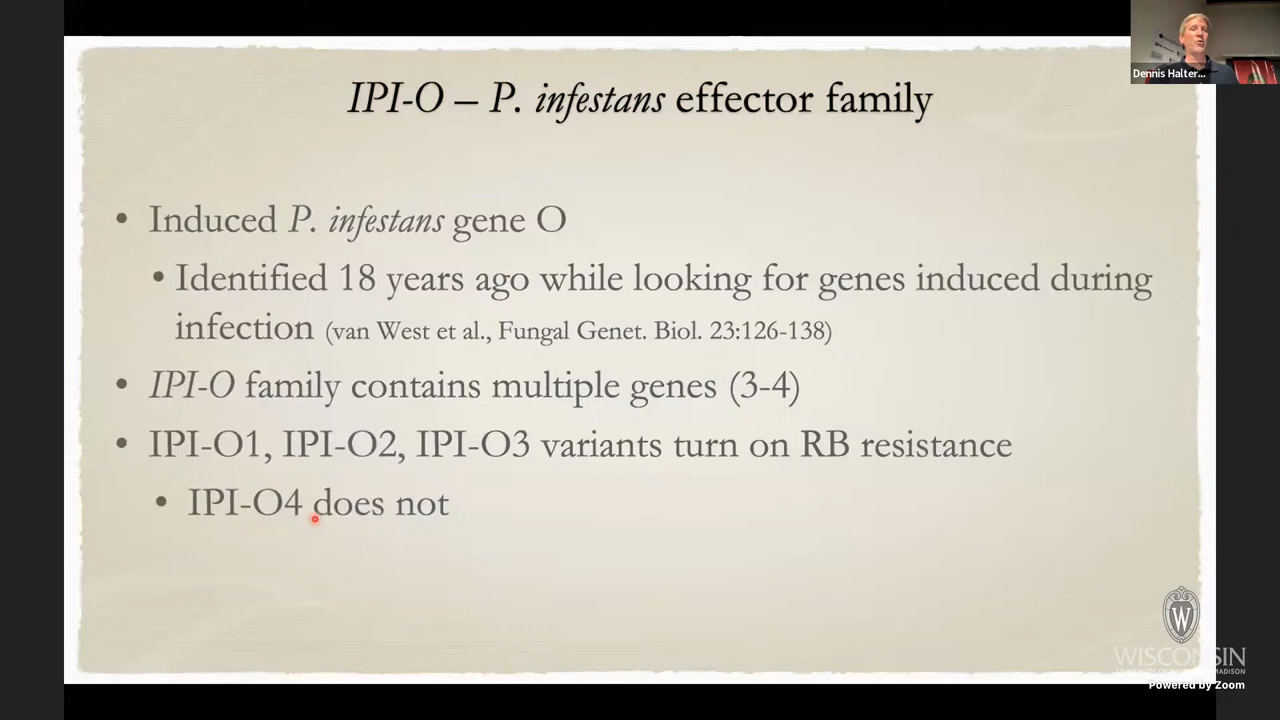 Dennis Halter...
IPI-O – P. infestans effector family
• Induced P. infestans gene O
• Identified 18 years ago while looking for genes induced during
infection (van West et al., Fungal Genet. Biol. 23:126-138)
• IPI-O family contains multiple genes (3-4)
• IPI-O1, IPI-O2, IPI-O3 variants turn on RB resistance
• IPI-O4 does not
W
WISCONSIN
Powered by Zoom